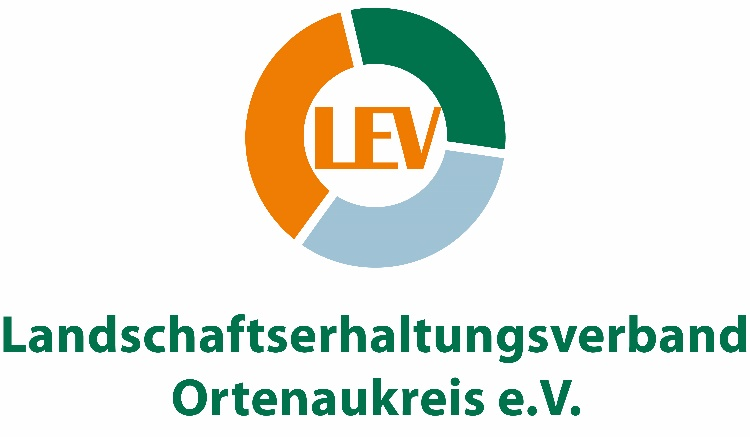 LEV
Landschaftserhaltungsverband
Ortenaukreis e.V.